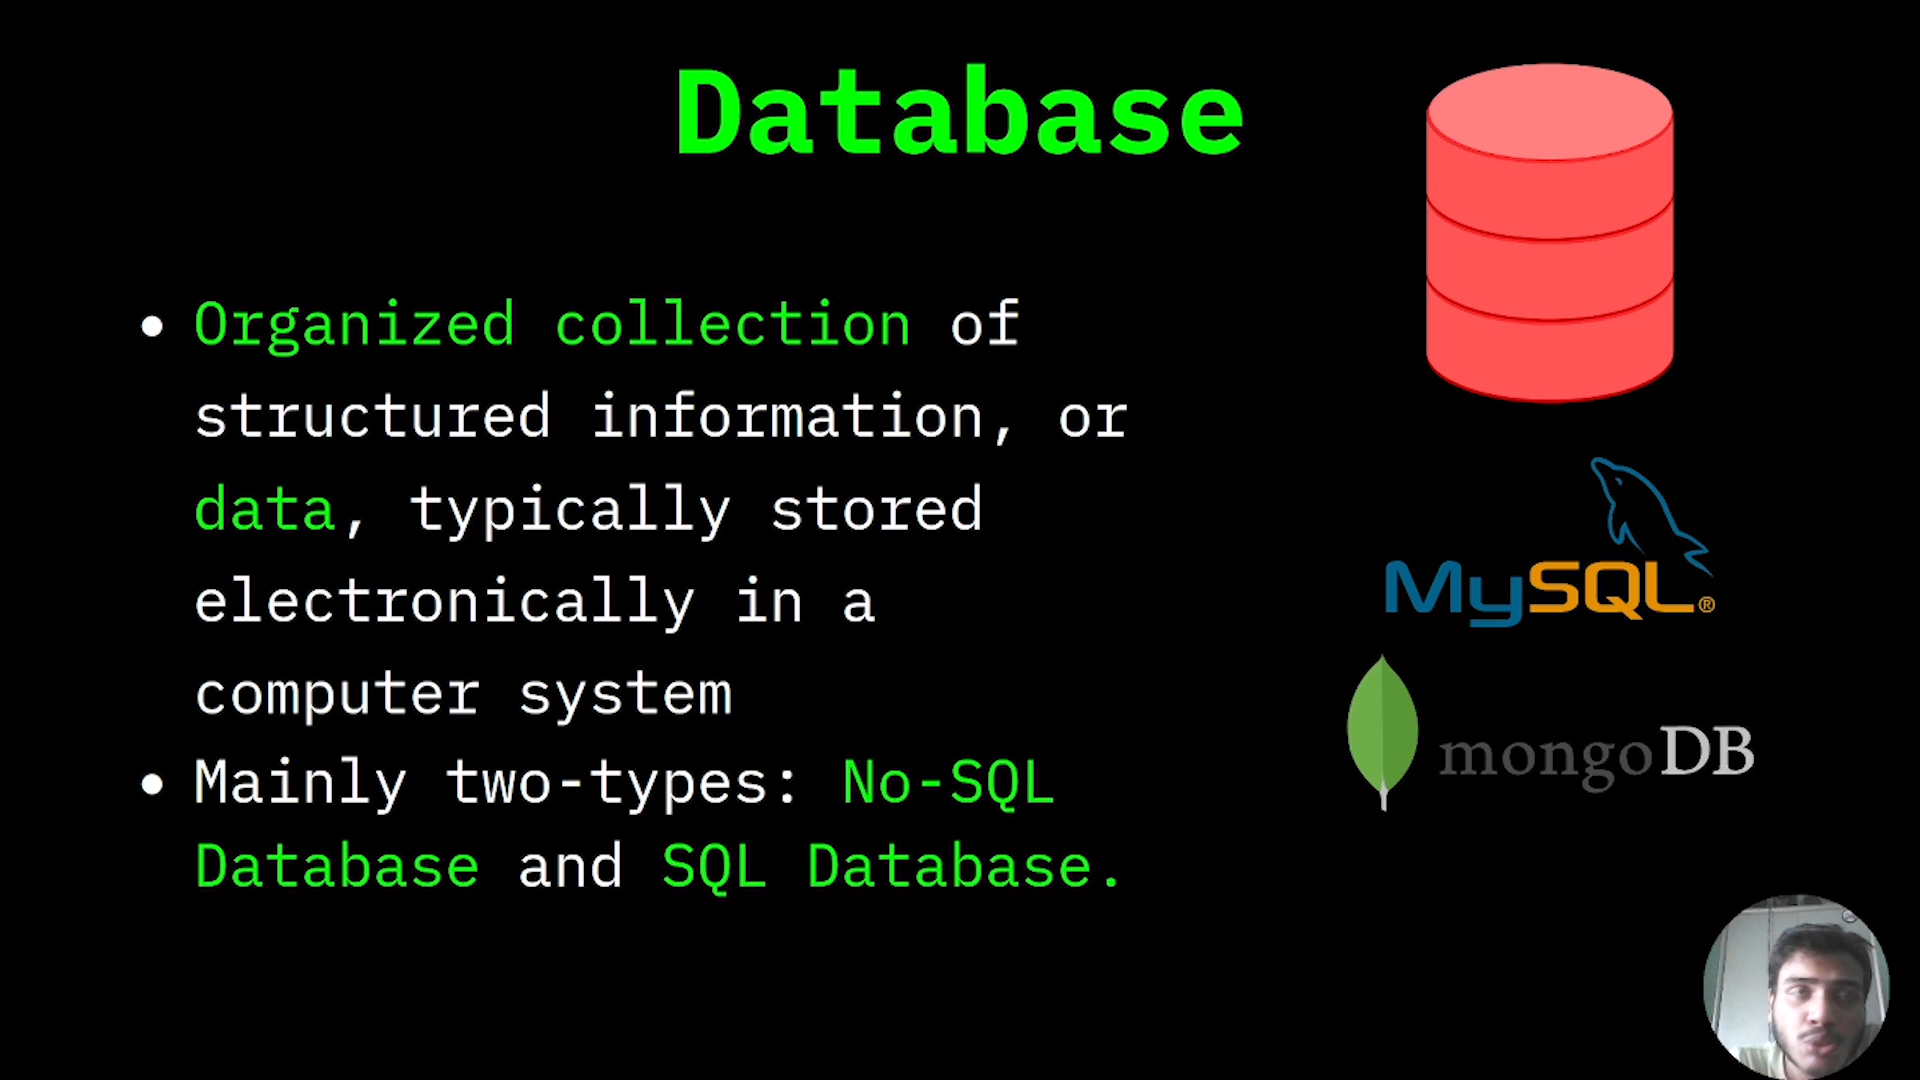 Database
Organized collection of
structured information, or
data, typically stored
electronically in a
computer system
Mainly two-types: No-SQL
Database and SQL Database.
MySQL®
mongoDB